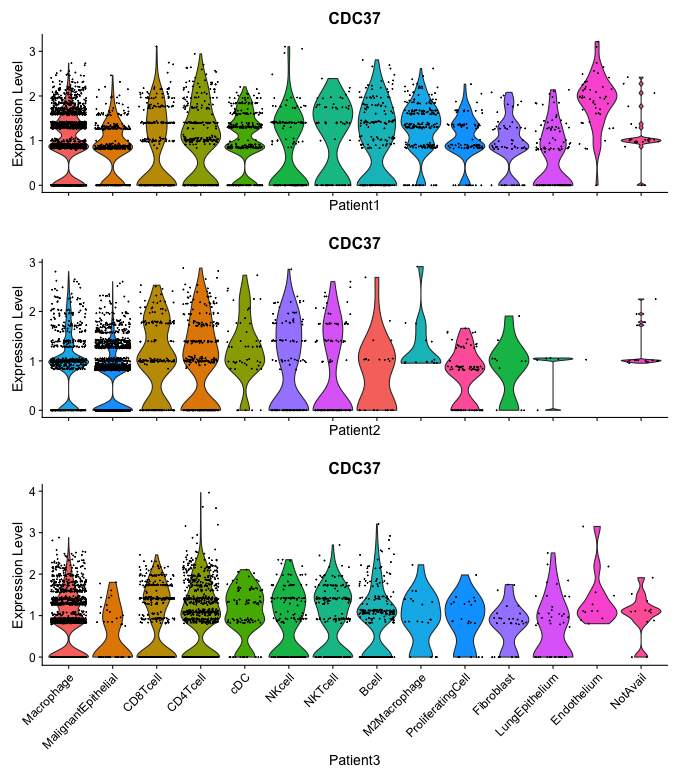 CDC37
Expression Level
3
2
1
0
Patient1
CDC37
Expression Level
3
2
1
0
Patient2
CDC37
Expression Level
4
3
2
1
0
Macrophage
MalignantEpithelial
CD8Tcell
CD4Tcell
cDC
NKcell
NKTcell
Bcell
M2Macrophage
ProliferatingCell
Fibroblast
LungEpithelium
Endothelium
NotAvail
Patient3